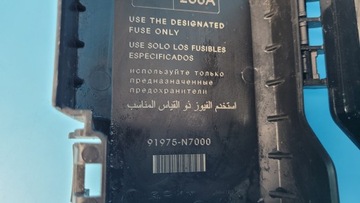 USE THE DESIGNATED
FUSE ONLY
USE SOLO LOS FUSIBLES
ESPECIFICADOS
используйте только
предназначенные
предохранители
استخدم الفيوز ذو القياس المناسب
91975-N7000